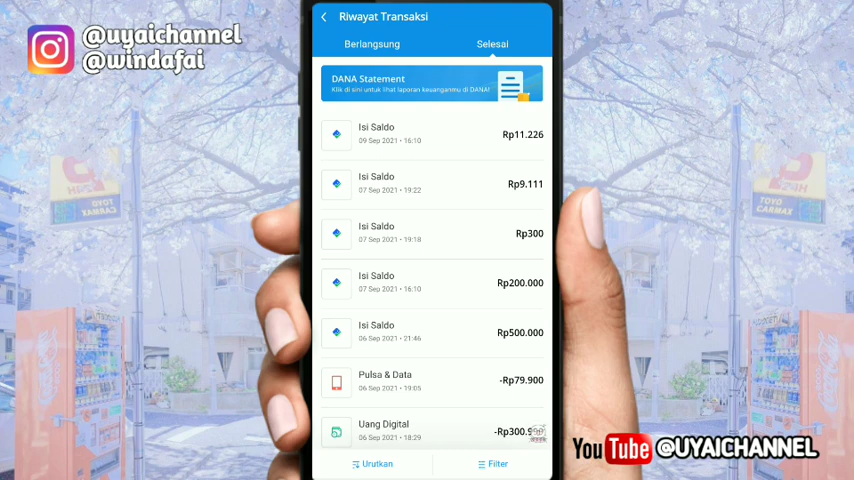 @uyaichannel
@windafai
Riwayat Transaksi
Berlangsung
Selesai
DANA Statement
Klik di sini untuk lihat laporan keuanganmu di DANA!
Isi Saldo
Rp11.226
09 Sep 2021 • 16:10
Isi Saldo
Rp9.111
07 Sep 2021 • 19:22
Isi Saldo
Rp300
07 Sep 2021 • 19:18
Isi Saldo
Rp200.000
07 Sep 2021 • 16:10
Isi Saldo
Rp500.000
06 Sep 2021 • 21:46
Pulsa & Data
-Rp79.900
06 Sep 2021 • 19:05
Uang Digital
06 Sep 2021 • 18:29
Urutkan
Filter
TOYO
CARMAX
TOYO
CARMAX
YouTube @UYAICHANNEL